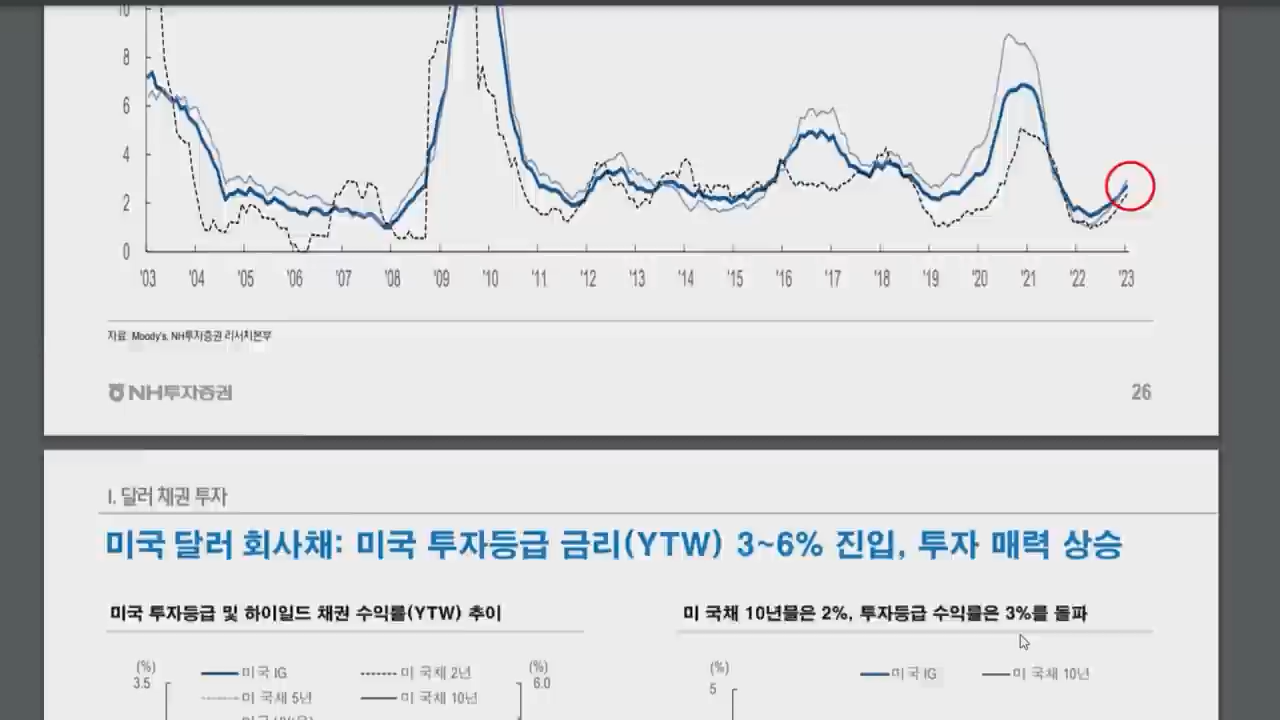 10
8
6
4
2
0
'03 '04 '05 '06 '07 '08 '09 '10 '11 '12 '13 '14 '15 '16 '17 '18 '19 '20 '21 '22 '23
자료: Moody's, NH투자증권 리서치본부
NH투자증권
26
I. 달러 채권 투자
미국 달러 회사채: 미국 투자등급 금리(YTW) 3~6% 진입, 투자 매력 상승
미국 투자등급 및 하이일드 채권 수익률(YTW) 추이
미 국채 10년물은 2%, 투자등급 수익률은 3%를 돌파
(%) 미국 IG 미 국채 2년 (%)
3.5 6.0
미국 채 5년 미 국채 10년
(%) 미국 IG 미 국채 10년
5